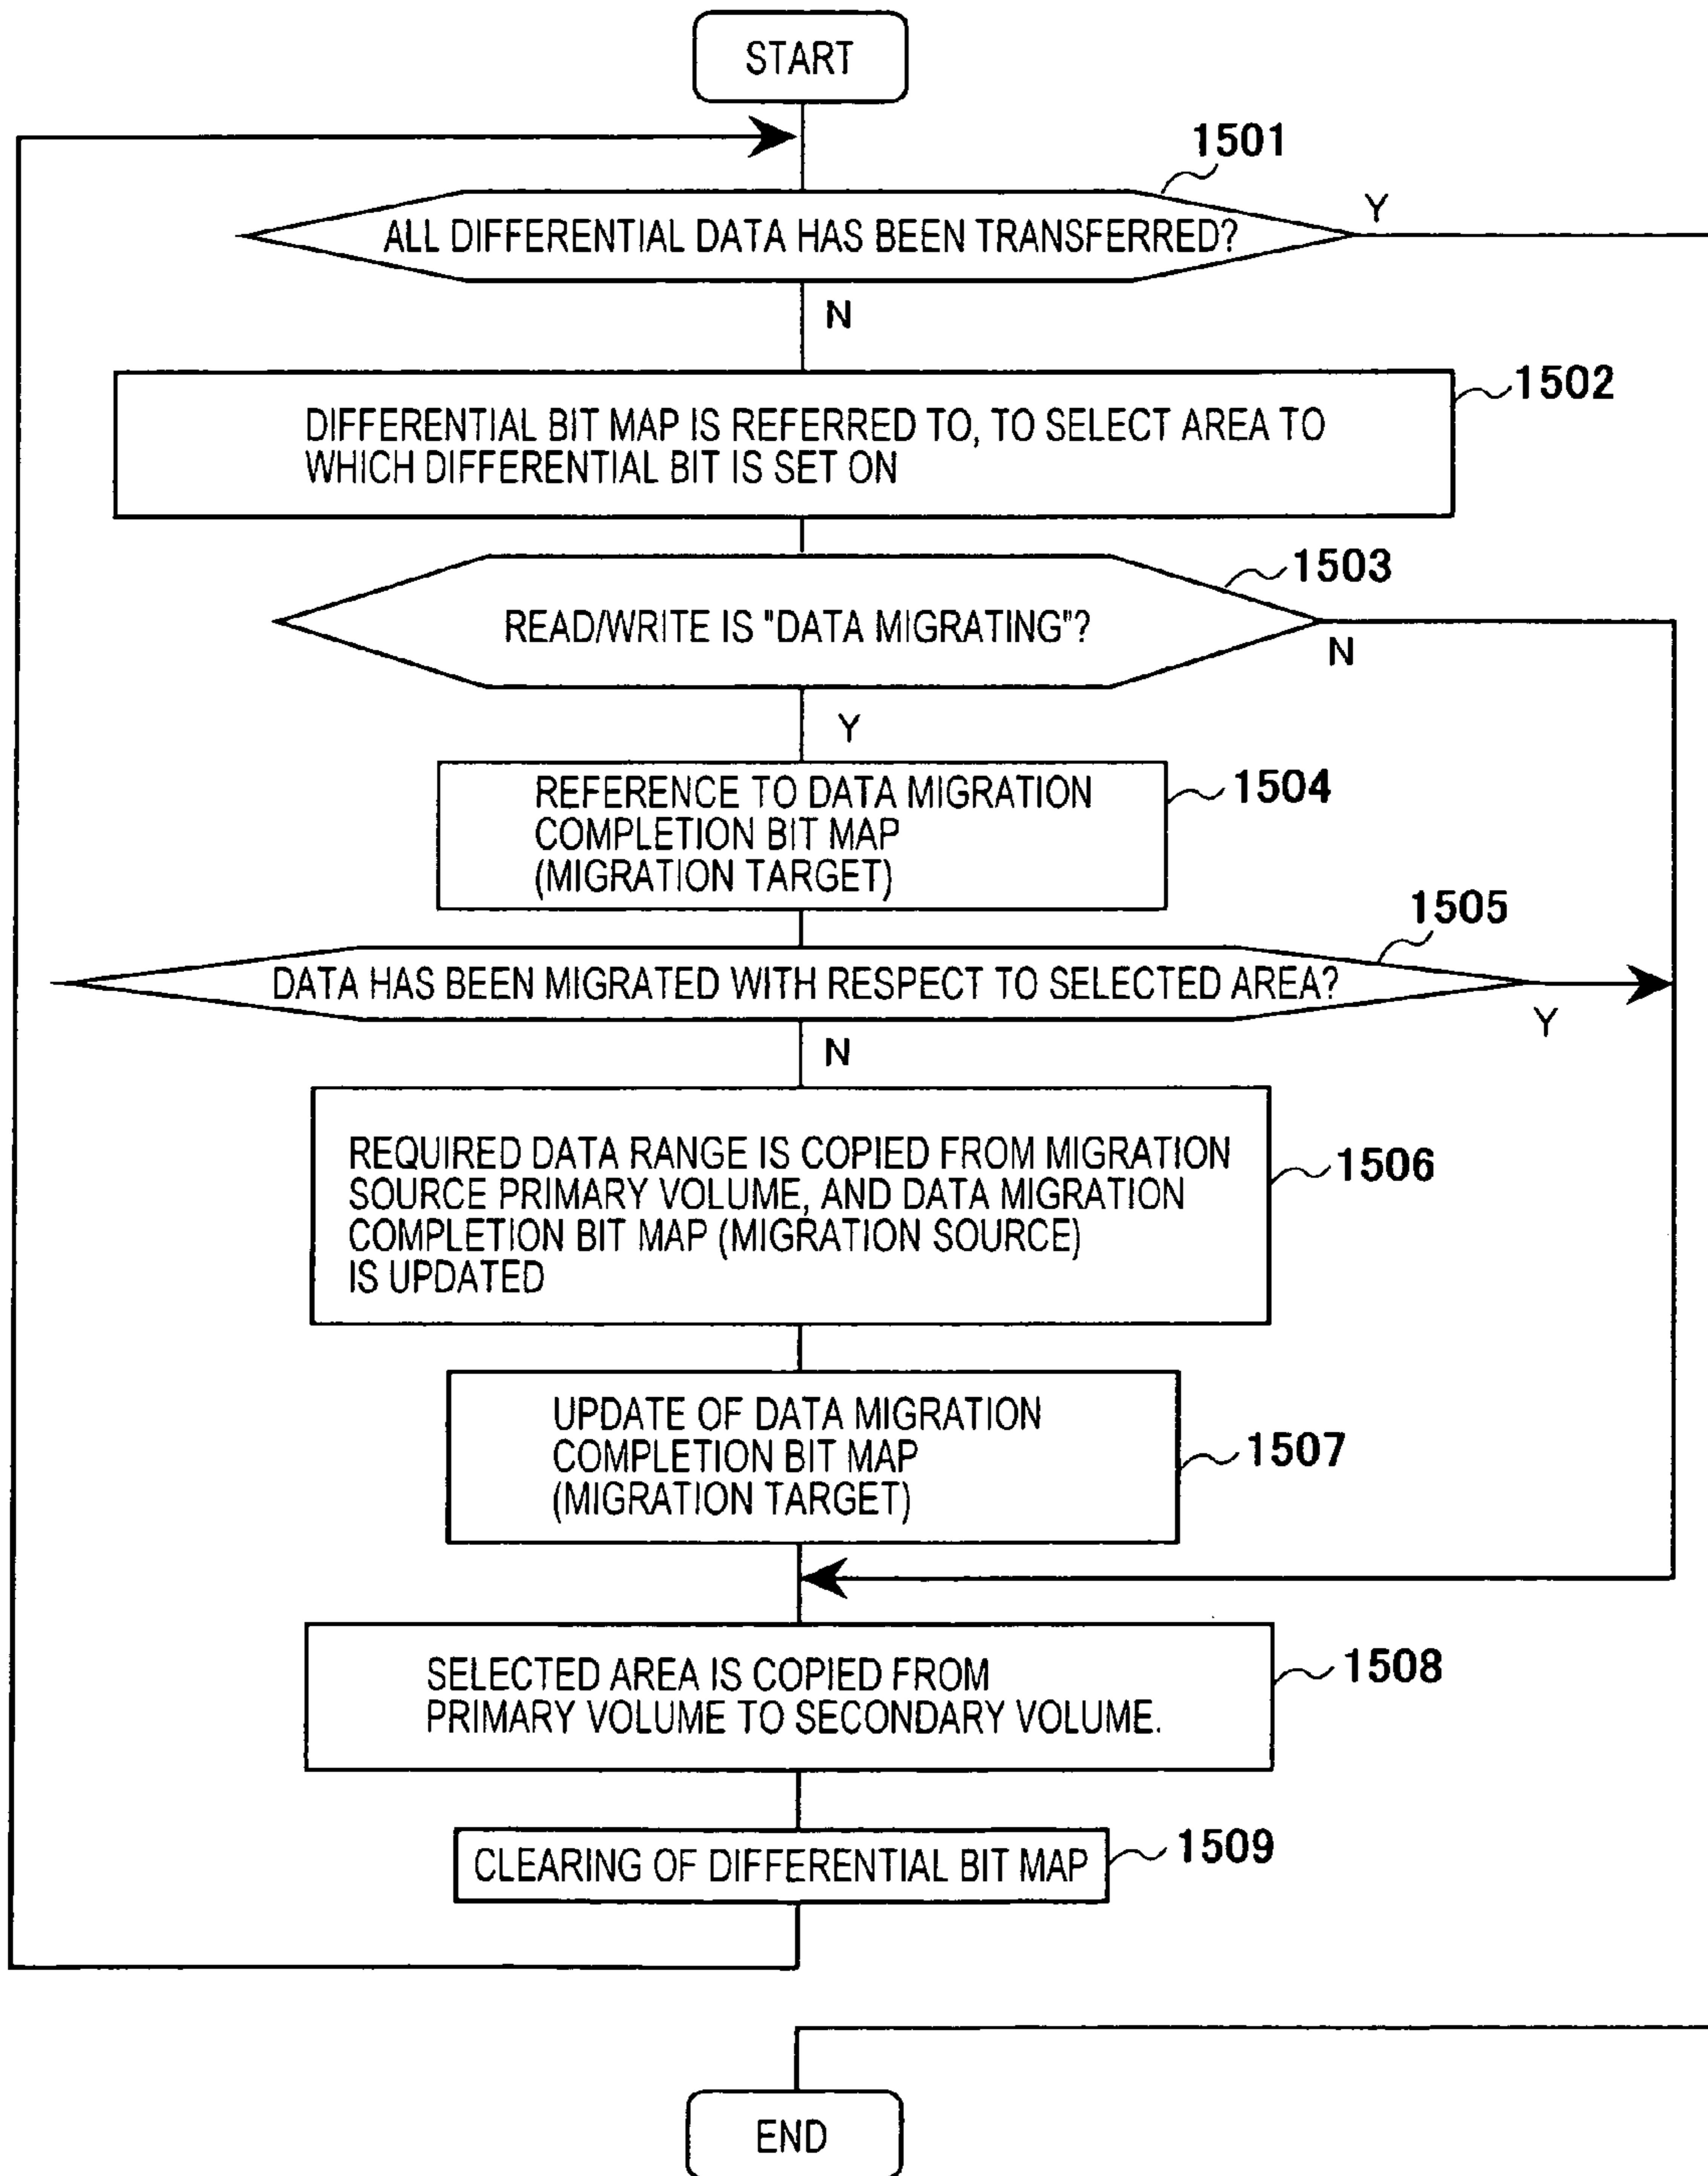 START
1501
ALL DIFFERENTIAL DATA HAS BEEN TRANSFERRED?
Y
N
1502
DIFFERENTIAL BIT MAP IS REFERRED TO, TO SELECT AREA TO
WHICH DIFFERENTIAL BIT IS SET ON
1503
READ/WRITE IS "DATA MIGRATING"?
N
Y
REFERENCE TO DATA MIGRATION
COMPLETION BIT MAP
(MIGRATION TARGET)
1504
1505
DATA HAS BEEN MIGRATED WITH RESPECT TO SELECTED AREA?
Y
N
REQUIRED DATA RANGE IS COPIED FROM MIGRATION
SOURCE PRIMARY VOLUME, AND DATA MIGRATION
COMPLETION BIT MAP (MIGRATION SOURCE)
IS UPDATED
1506
UPDATE OF DATA MIGRATION
COMPLETION BIT MAP
(MIGRATION TARGET)
1507
SELECTED AREA IS COPIED FROM
PRIMARY VOLUME TO SECONDARY VOLUME.
1508
CLEARING OF DIFFERENTIAL BIT MAP
1509
END